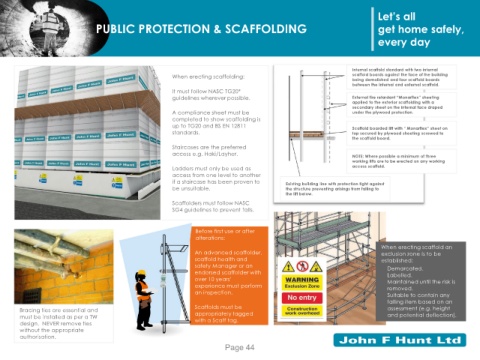 PUBLIC PROTECTION & SCAFFOLDING
Let's all
get home safely,
every day
When erecting scaffolding:
It must follow NASC TG20*
guidelines wherever possible.
A compliance sheet must be
completed to show scaffolding is
up to TG20 and BS EN 12811
standards.
Staircases are the preferred
access e.g. Haki/Layher.
Ladders must only be used as
access from one level to another
if a staircase has been proven to
be unsuitable.
Scaffolders must follow NASC
SG4 guidelines to prevent falls.
Internal scaffold standard with two internal
scaffold boards against the face of the building
being demolished and four scaffold boards
between the internal and external scaffold.
External fire retardant "Monaflex" sheeting
applied to the exterior scaffolding with a
secondary sheet on the internal face draped
under the plywood protection.
Scaffold boarded lift with "Monaflex" sheet on
top secured by plywood sheeting screwed to
the scaffold board.
NOTE: Where possible a minimum of three
working lifts are to be erected on any working
access scaffold.
Existing building line with protection tight against
the structure preventing arisings from falling to
the lift below.
John F Hunt
John F Hunt
John F Hunt
John F Hunt
Bracing ties are essential and
must be installed as per a TW
design. NEVER remove ties
without the appropriate
authorisation.
Before first use or after
alterations:
An advanced scaffolder,
scaffold health and
safety Manager or an
endorsed scaffolder with
over 10 years'
experience must perform
an inspection.
Scaffolds must be
appropriately tagged
with a Scaff tag.
WARNING
Exclusion Zone
No entry
Construction
work overhead
When erecting scaffold an
exclusion zone is to be
established:
Demarcated.
Labelled.
Maintained until the risk is
removed.
Suitable to contain any
falling item based on an
assessment (e.g. height
and potential deflection).
John F Hunt Ltd
Page 44